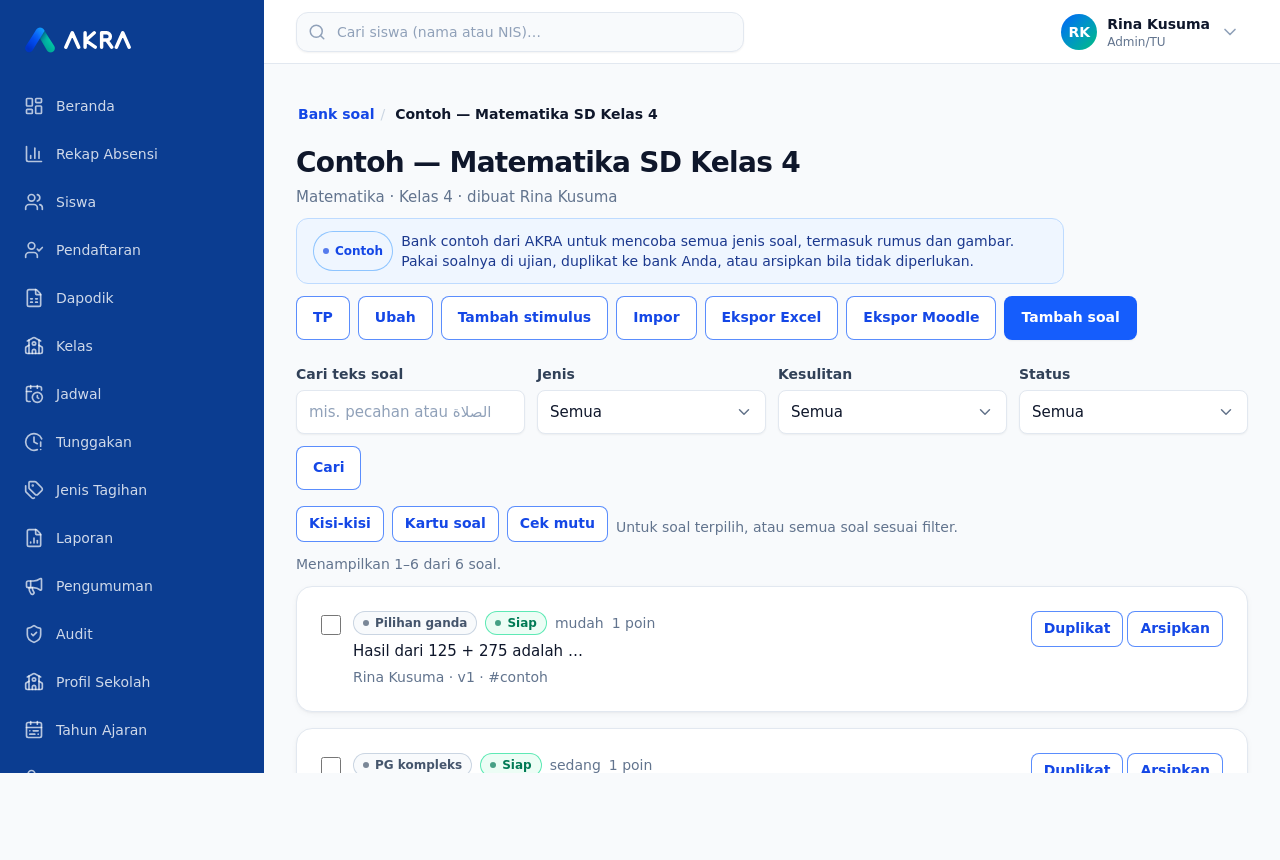 AKRA
Cari siswa (nama atau NIS)...
RK
Rina Kusuma
Admin/TU
Beranda
Rekap Absensi
Siswa
Pendaftaran
Dapodik
Kelas
Jadwal
Tunggakan
Jenis Tagihan
Laporan
Pengumuman
Audit
Profil Sekolah
Tahun Ajaran
Bank soal / Contoh — Matematika SD Kelas 4
Contoh — Matematika SD Kelas 4
Matematika · Kelas 4 · dibuat Rina Kusuma
Contoh
Bank contoh dari AKRA untuk mencoba semua jenis soal, termasuk rumus dan gambar.
Pakai soalnya di ujian, duplikat ke bank Anda, atau arsipkan bila tidak diperlukan.
TP Ubah Tambah stimulus Impor Ekspor Excel Ekspor Moodle Tambah soal
Cari teks soal Jenis Kesulitan Status
mis. pecahan atau الصلاة Semua Semua Semua
Cari
Kisi-kisi Kartu soal Cek mutu Untuk soal terpilih, atau semua soal sesuai filter.
Menampilkan 1–6 dari 6 soal.
Pilihan ganda Siap mudah 1 poin Duplikat Arsipkan
Hasil dari 125 + 275 adalah …
Rina Kusuma · v1 · #contoh
PG kompleks Siap sedang 1 poin Duplikat Arsipkan